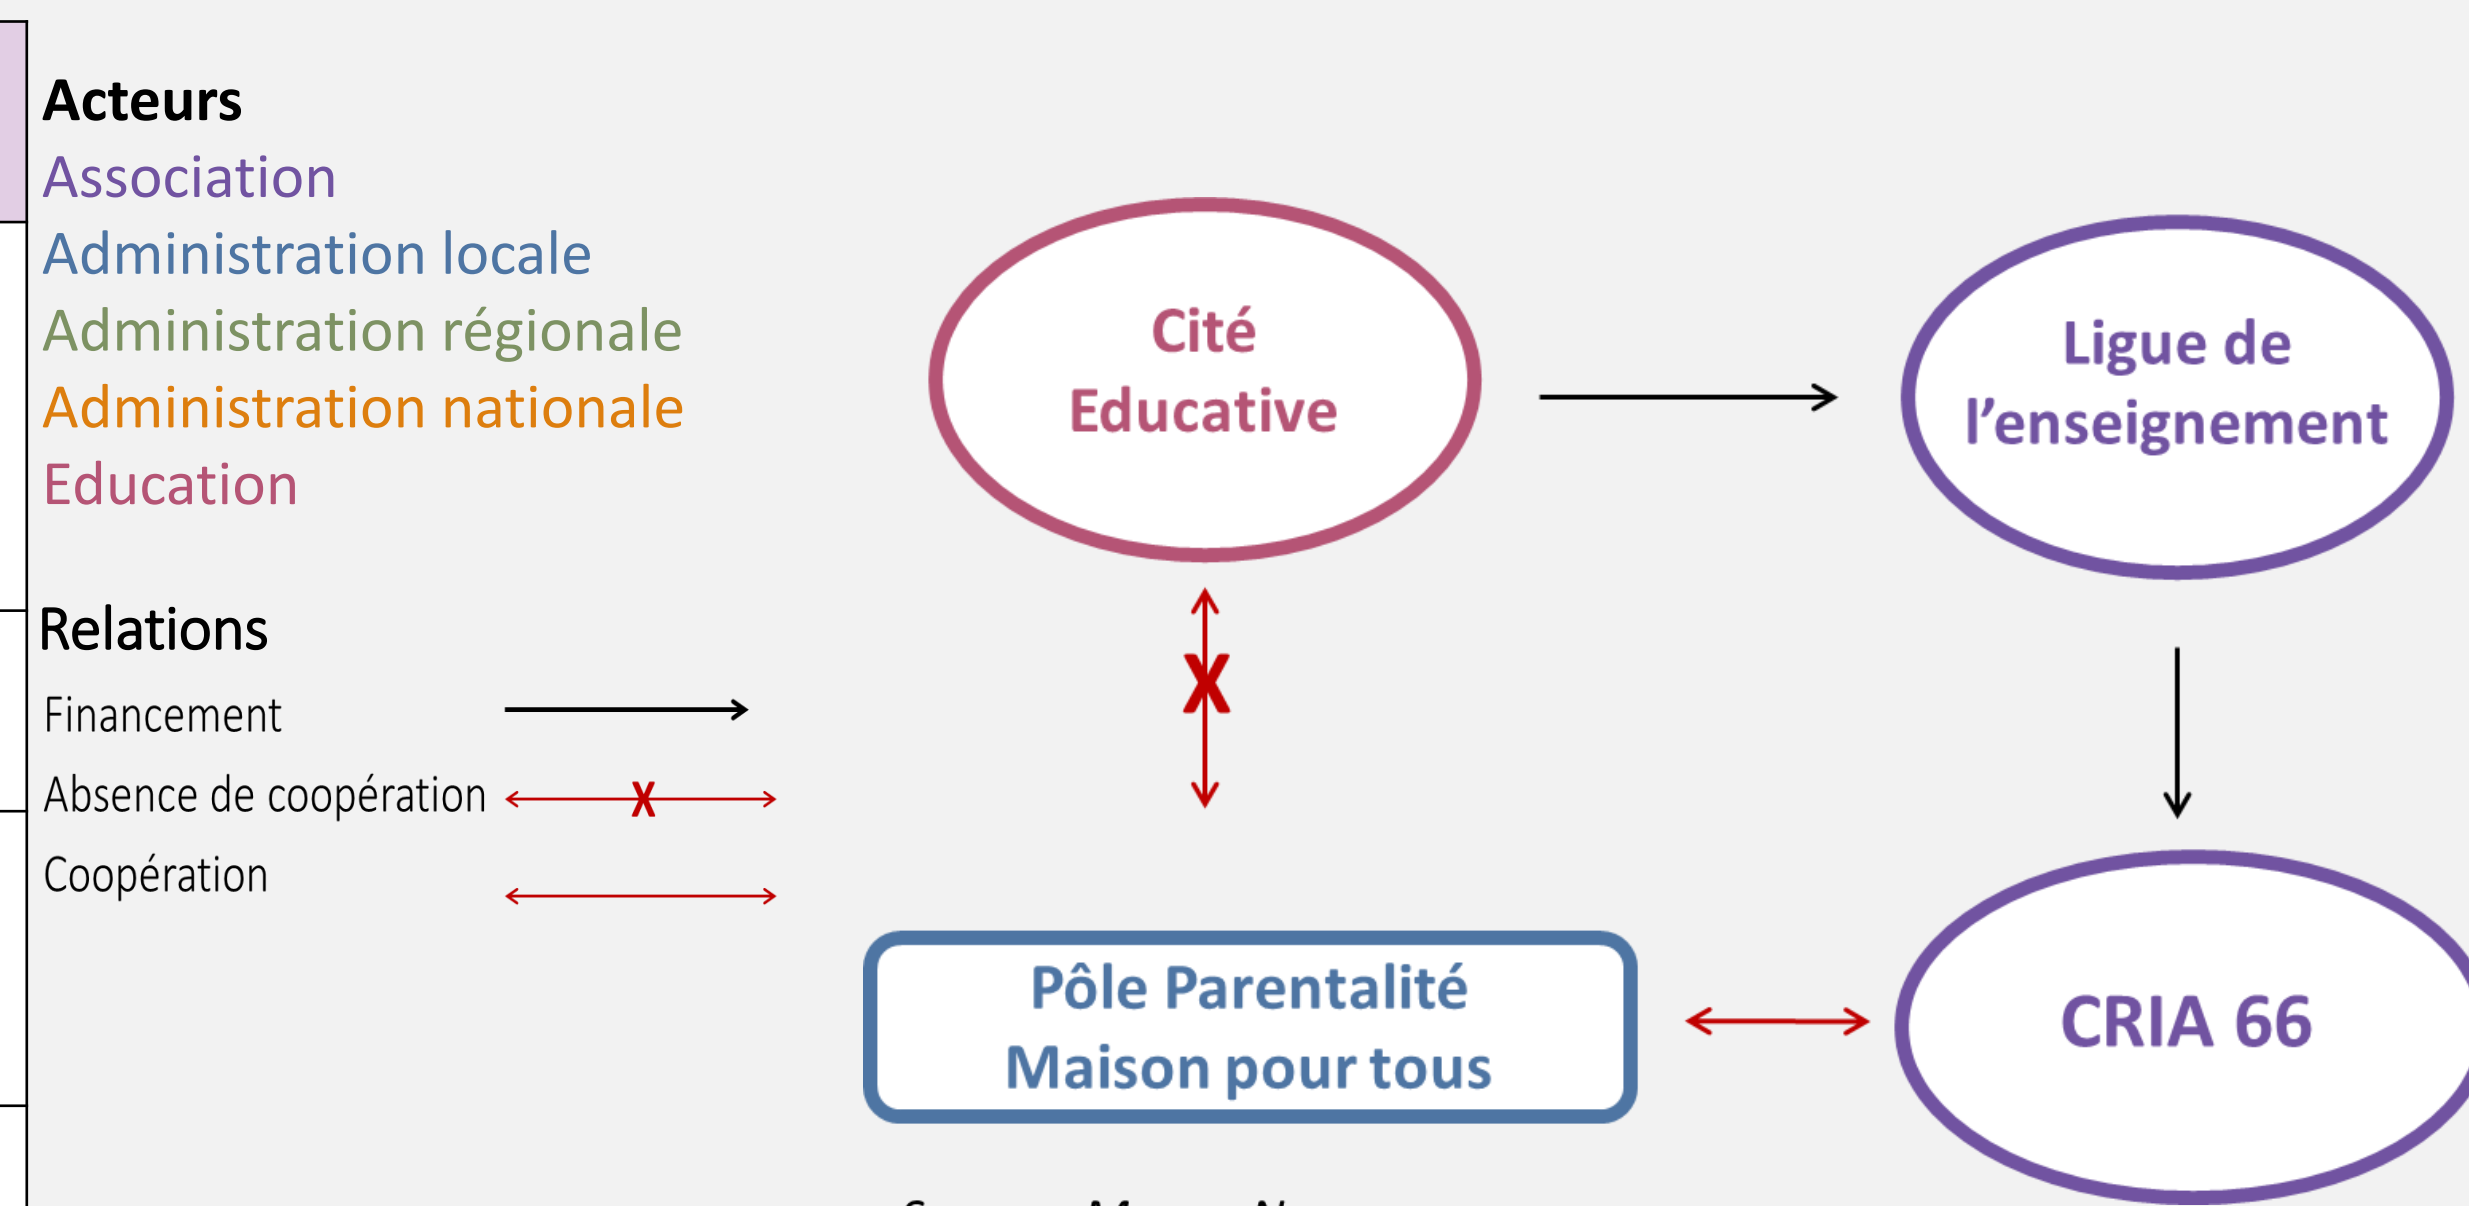 Acteurs
Association
Administration locale
Administration régionale
Administration nationale
Education
Relations
Financement
Absence de coopération
X
Coopération
Cité
Educative
X
Ligue de
l’enseignement
Pôle Parentalité
Maison pour tous
CRIA 66